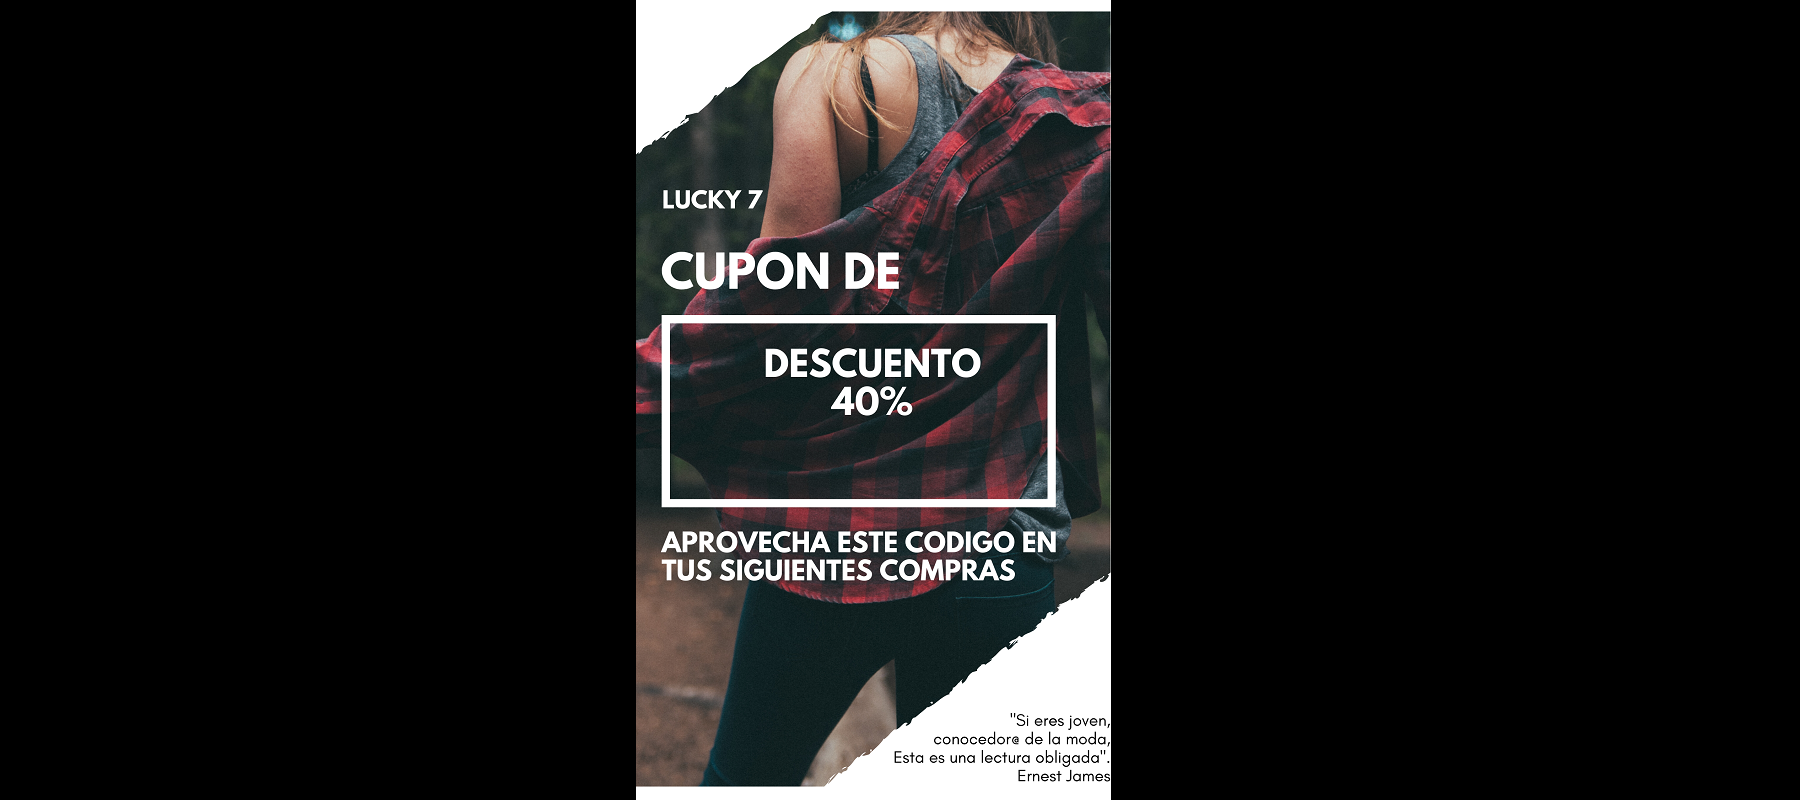 LUCKY 7
CUPON DE
DESCUENTO
40%
APROVECHA ESTE CODIGO EN
TUS SIGUIENTES COMPRAS
"Si eres joven,
conocedor@ de la moda,
Esta es una lectura obligada".
Ernest James